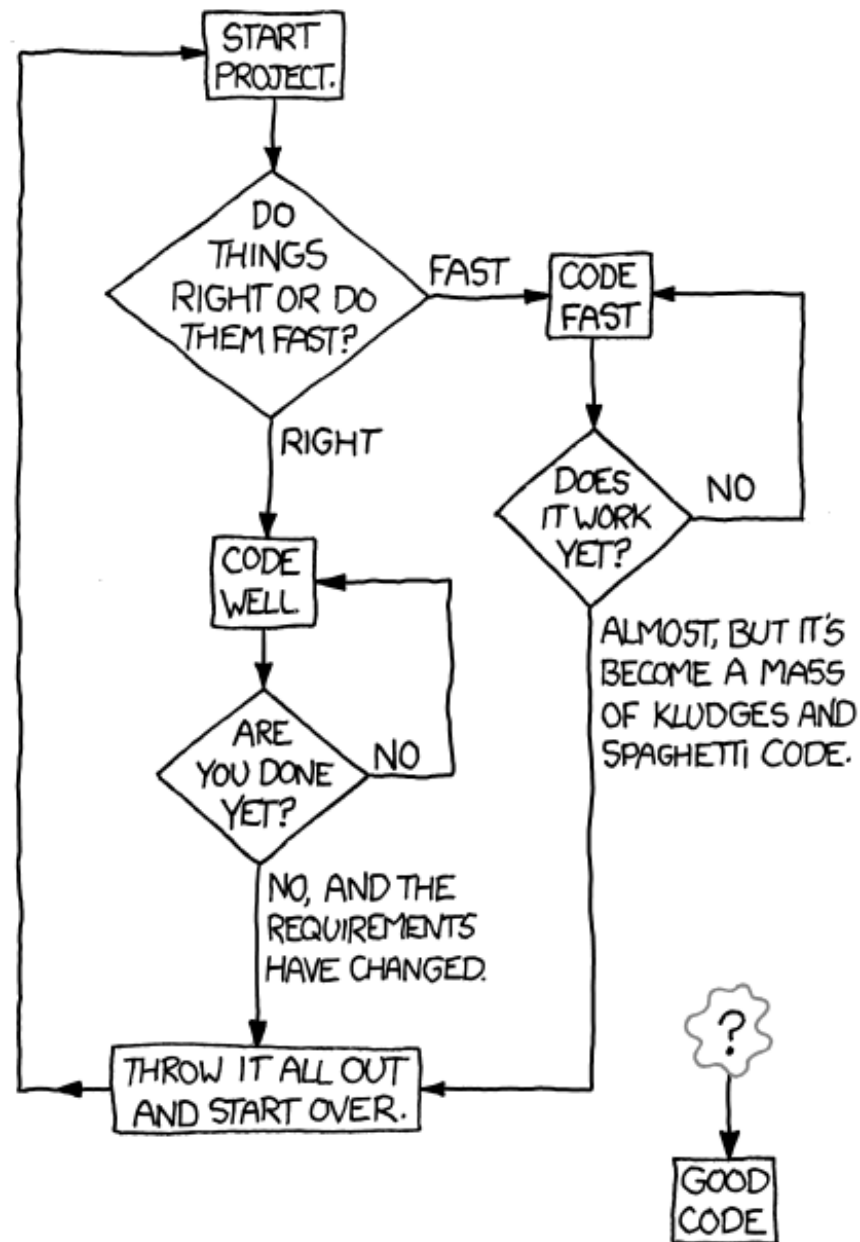 START
PROJECT.
DO
THINGS
RIGHT OR DO
THEM FAST?
FAST
CODE
FAST
RIGHT
DOES
IT WORK
YET?
NO
CODE
WELL.
ALMOST, BUT IT'S
BECOME A MASS
OF KLUDGES AND
SPAGHETTI CODE.
ARE
YOU DONE
YET?
NO
NO, AND THE
REQUIREMENTS
HAVE CHANGED.
THROW IT ALL OUT
AND START OVER.
?
GOOD
CODE